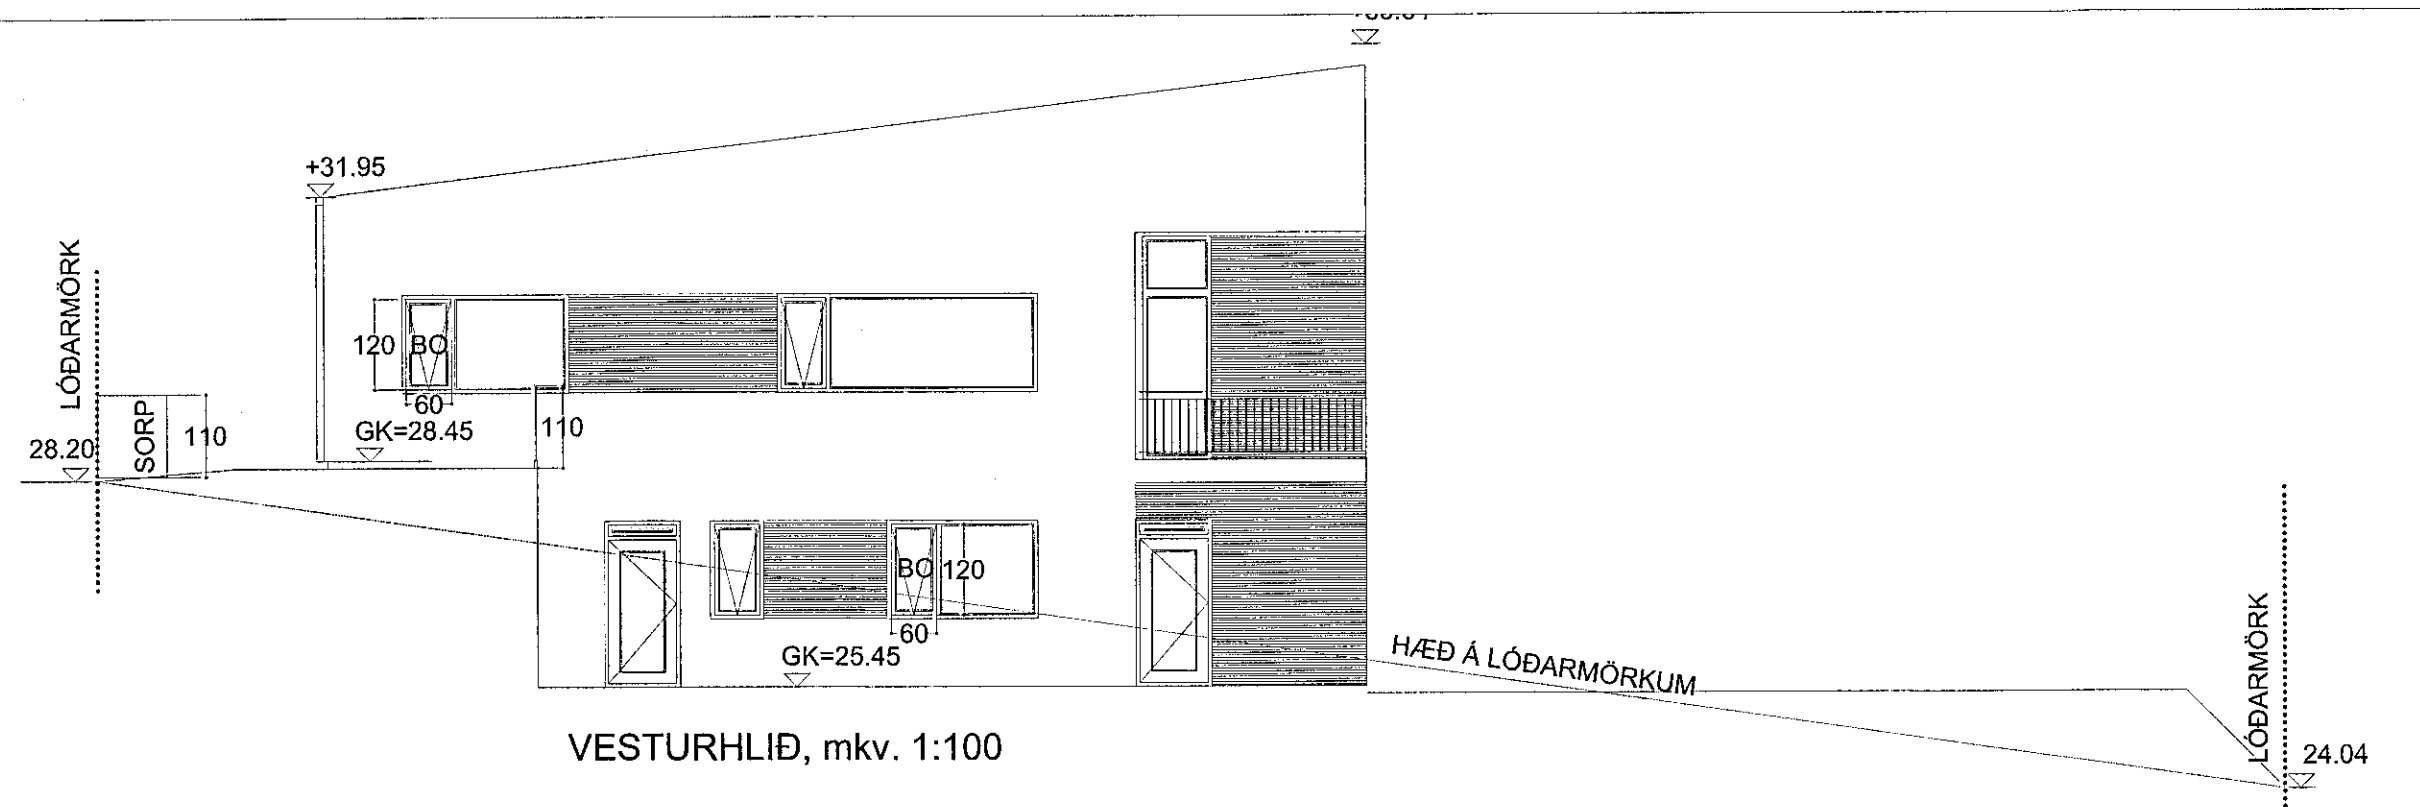 +31.95
LÓÐARMÖRK
120
BO
60
SORP
110
28.20
GK=28.45
110
BO
120
60
GK=25.45
HÆÐ Á LÓÐARMÖRKUM
LÓÐARMÖRK
24.04
VESTURHLIÐ, mkv. 1:100